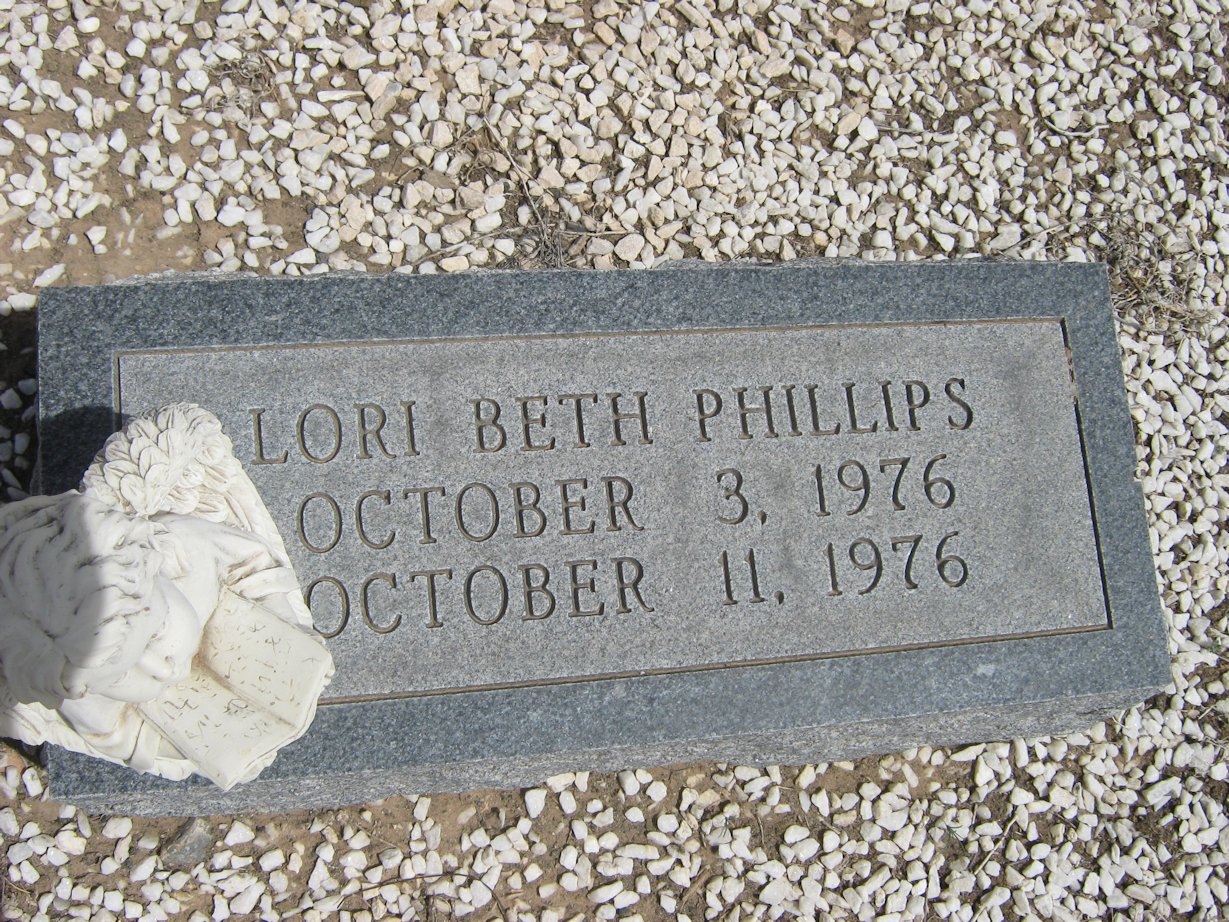 LORI BETH PHILLIPS
OCTOBER 3, 1976
OCTOBER 11, 1976